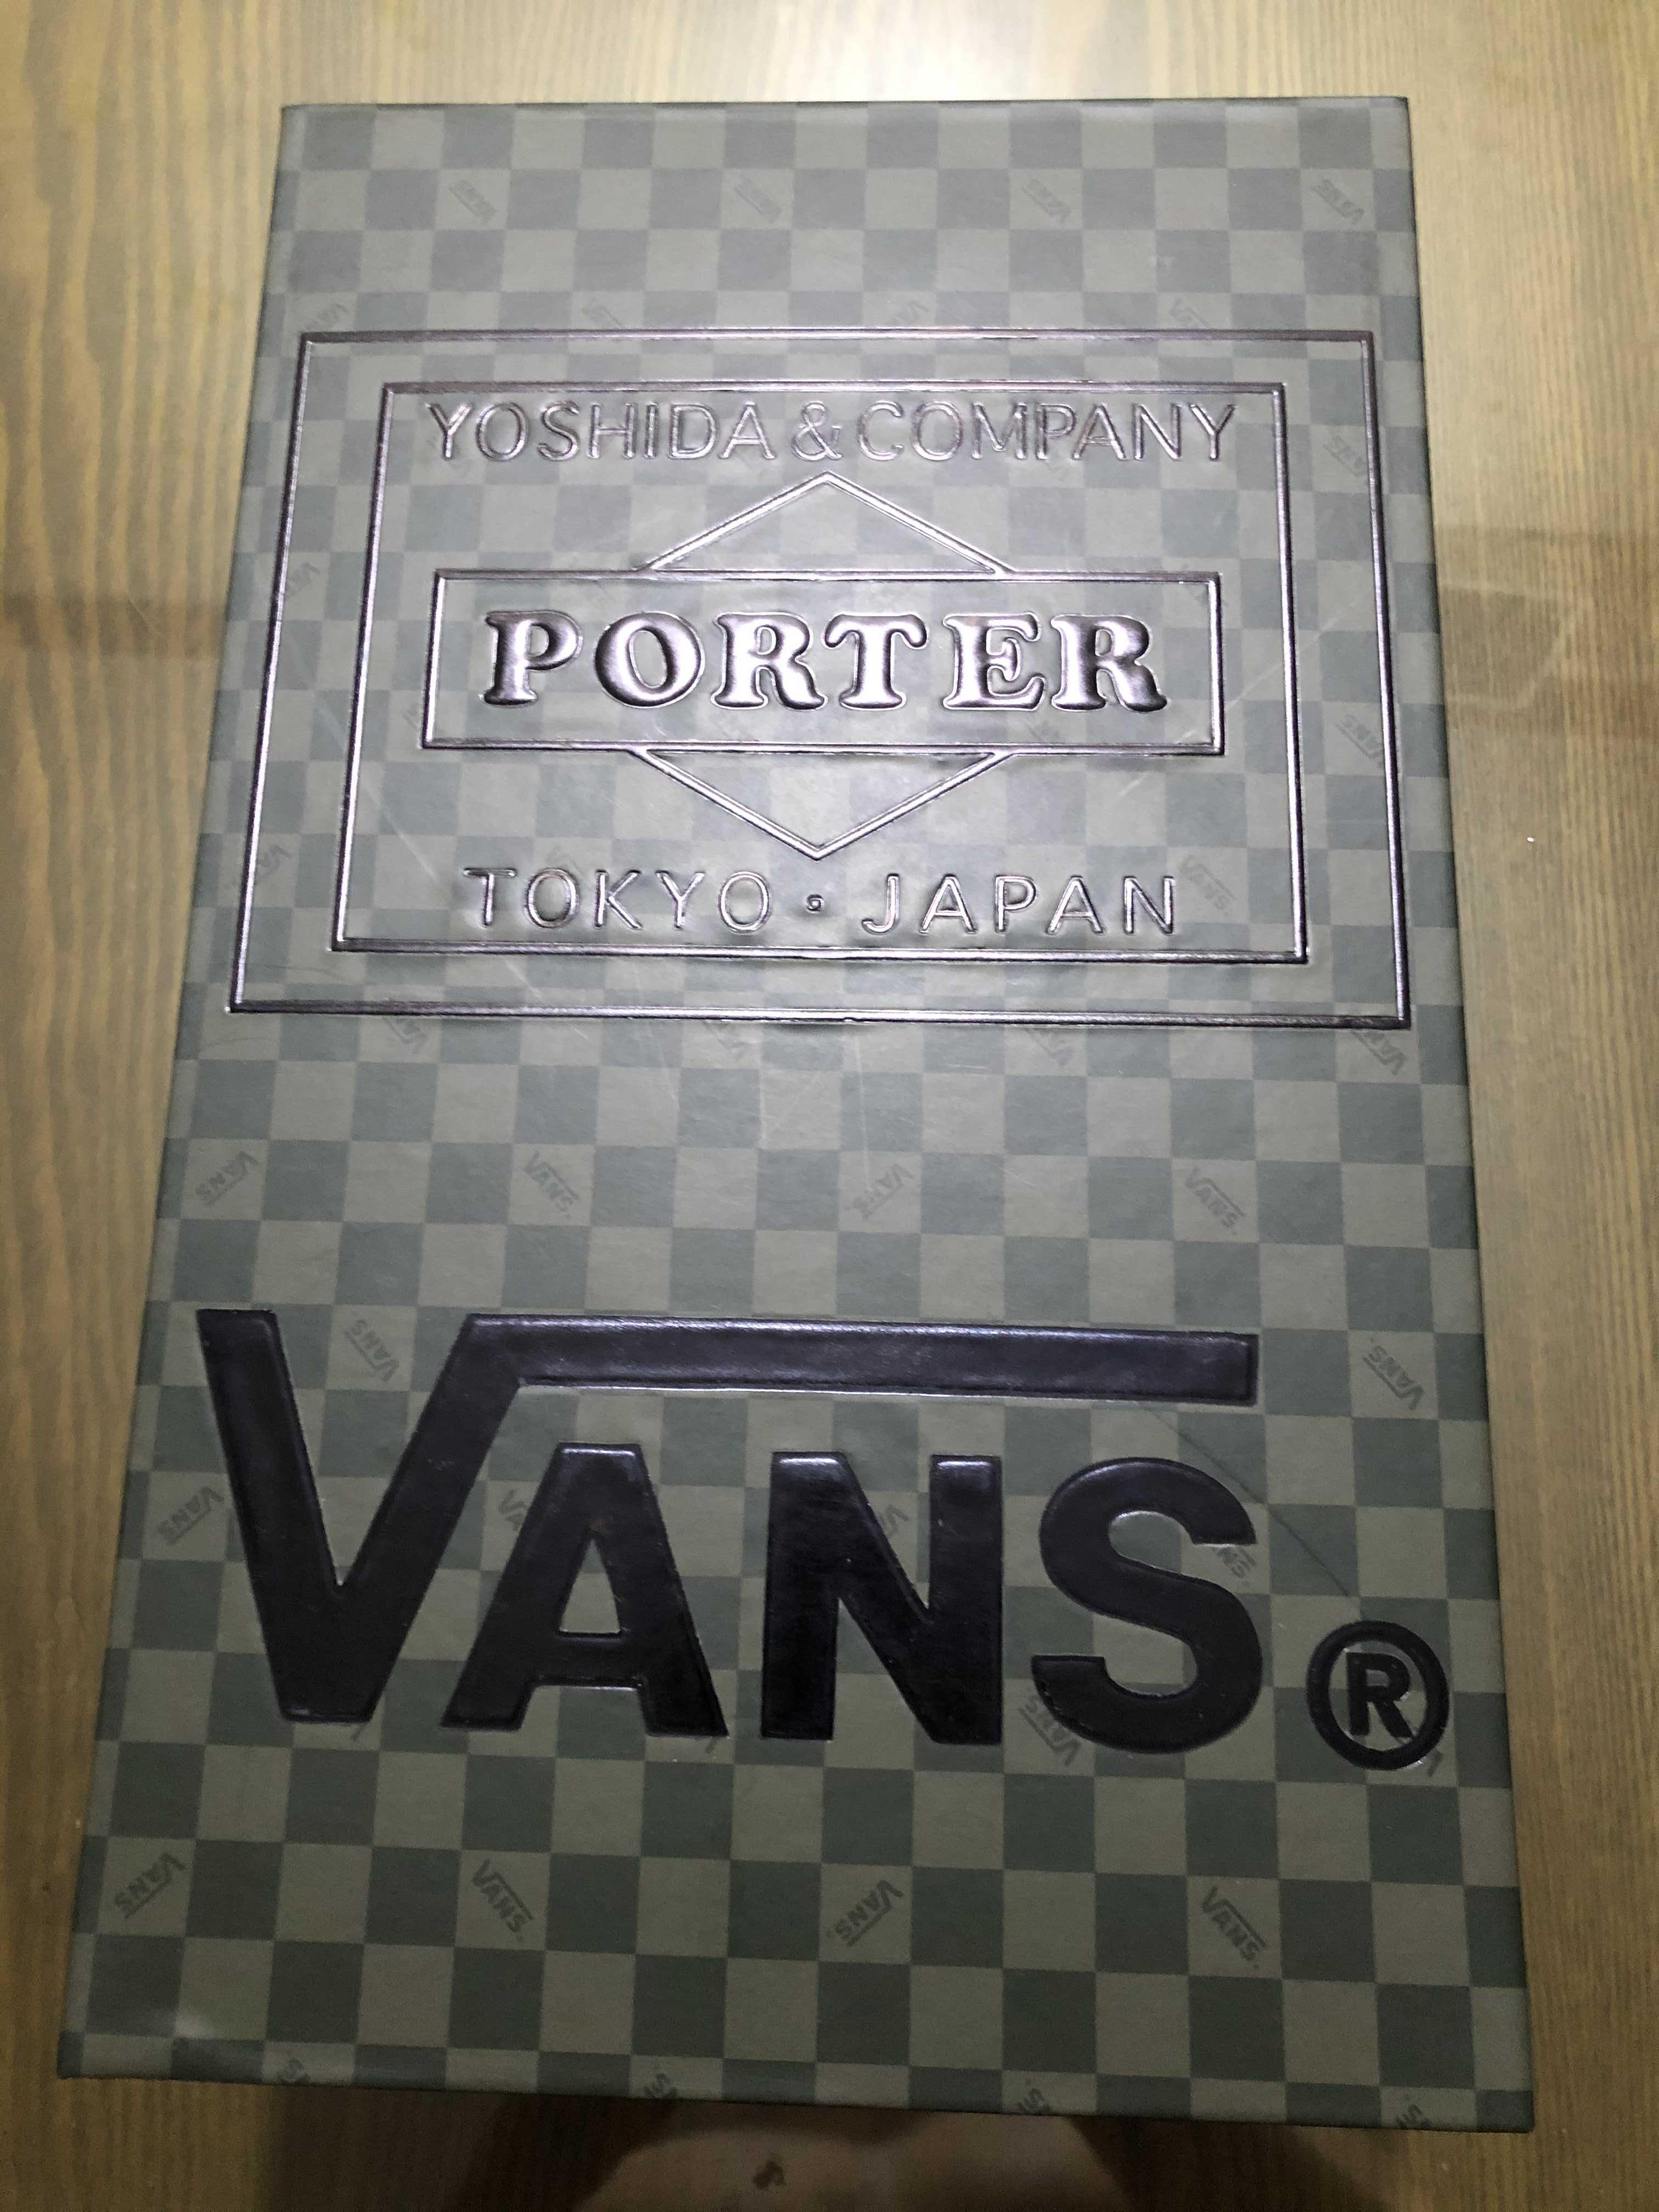 YOSHIDA & COMPANY
PORTER
TOKYO · JAPAN
VANS®